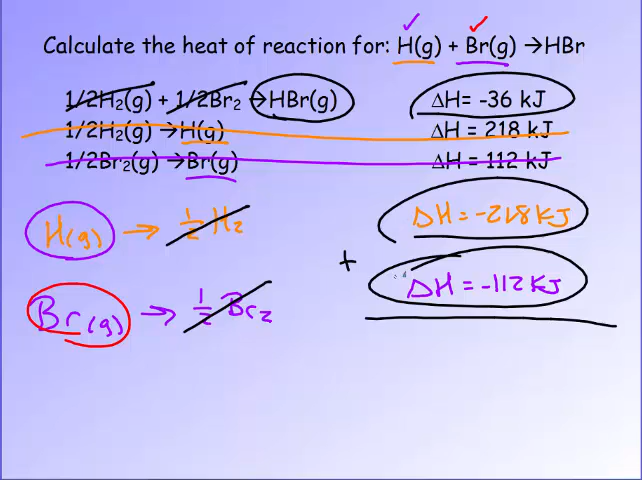 Calculate the heat of reaction for: H(g) + Br(g) →HBr
1/2H₂(g) + 1/2Br₂ →HBr(g) ΔH= -36 kJ
1/2H₂(g) →H(g) ΔH = 218 kJ
1/2Br₂(g) →Br(g) ΔH = 112 kJ
H(g) → ½ H₂ ΔH = -218 KJ
+
Br(g) → ½ Br₂ ΔH = -112 KJ